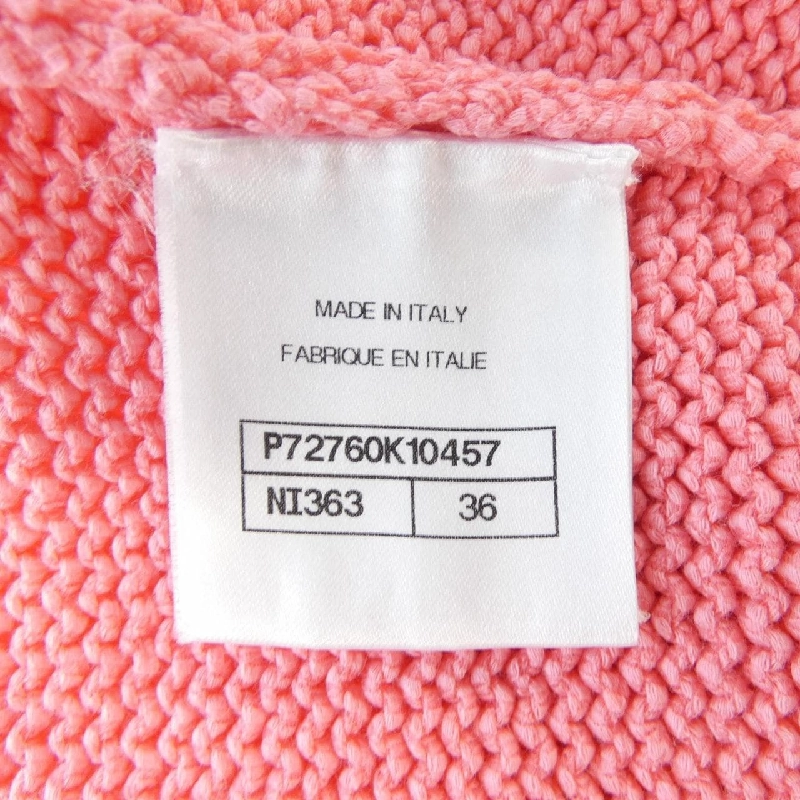 MADE IN ITALY
FABRIQUE EN ITALIE
P72760K10457
NI363 36